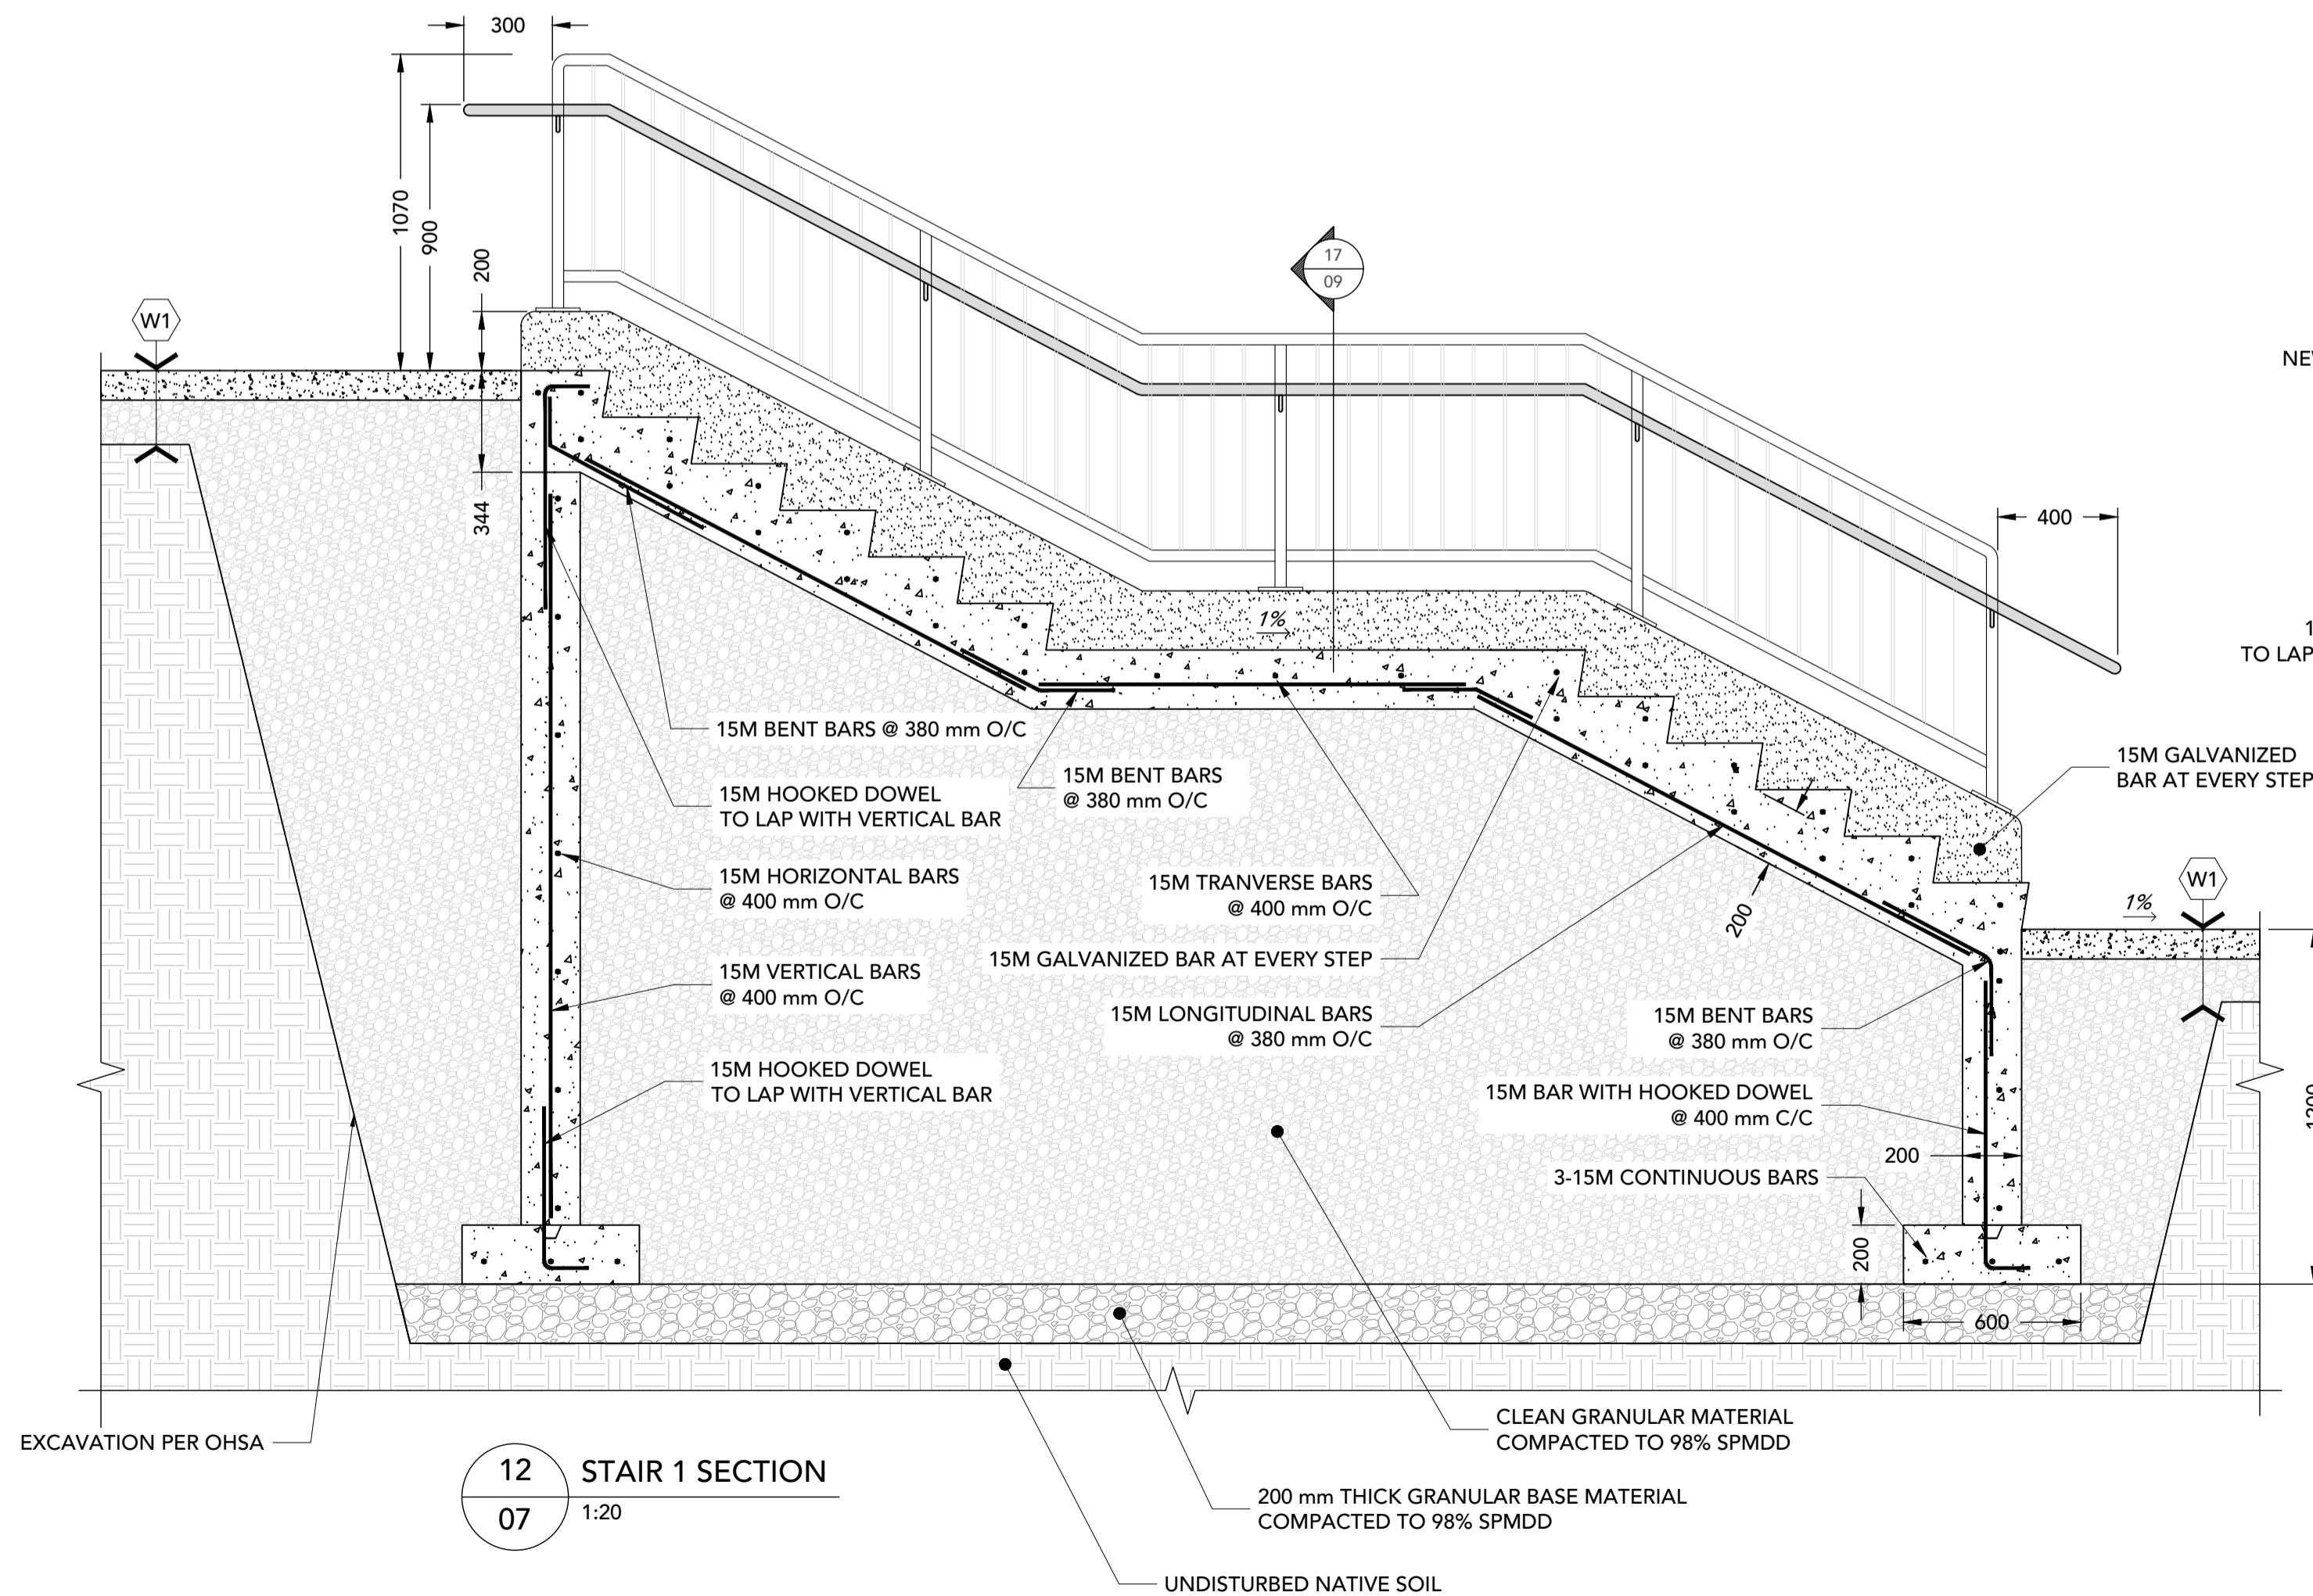 300
1070
900
200
17
09
W1
NEW
344
400
1%
TO LAP
15M BENT BARS @ 380 mm O/C
15M BENT BARS
@ 380 mm O/C
15M GALVANIZED
BAR AT EVERY STEP
15M HOOKED DOWEL
TO LAP WITH VERTICAL BAR
15M HORIZONTAL BARS
@ 400 mm O/C
15M TRANVERSE BARS
@ 400 mm O/C
200
W1
1%
15M GALVANIZED BAR AT EVERY STEP
15M VERTICAL BARS
@ 400 mm O/C
15M LONGITUDINAL BARS
@ 380 mm O/C
15M BENT BARS
@ 380 mm O/C
15M HOOKED DOWEL
TO LAP WITH VERTICAL BAR
15M BAR WITH HOOKED DOWEL
@ 400 mm C/C
200
3-15M CONTINUOUS BARS
200
600
CLEAN GRANULAR MATERIAL
COMPACTED TO 98% SPMDD
EXCAVATION PER OHSA
12
07
STAIR 1 SECTION
1:20
200 mm THICK GRANULAR BASE MATERIAL
COMPACTED TO 98% SPMDD
UNDISTURBED NATIVE SOIL